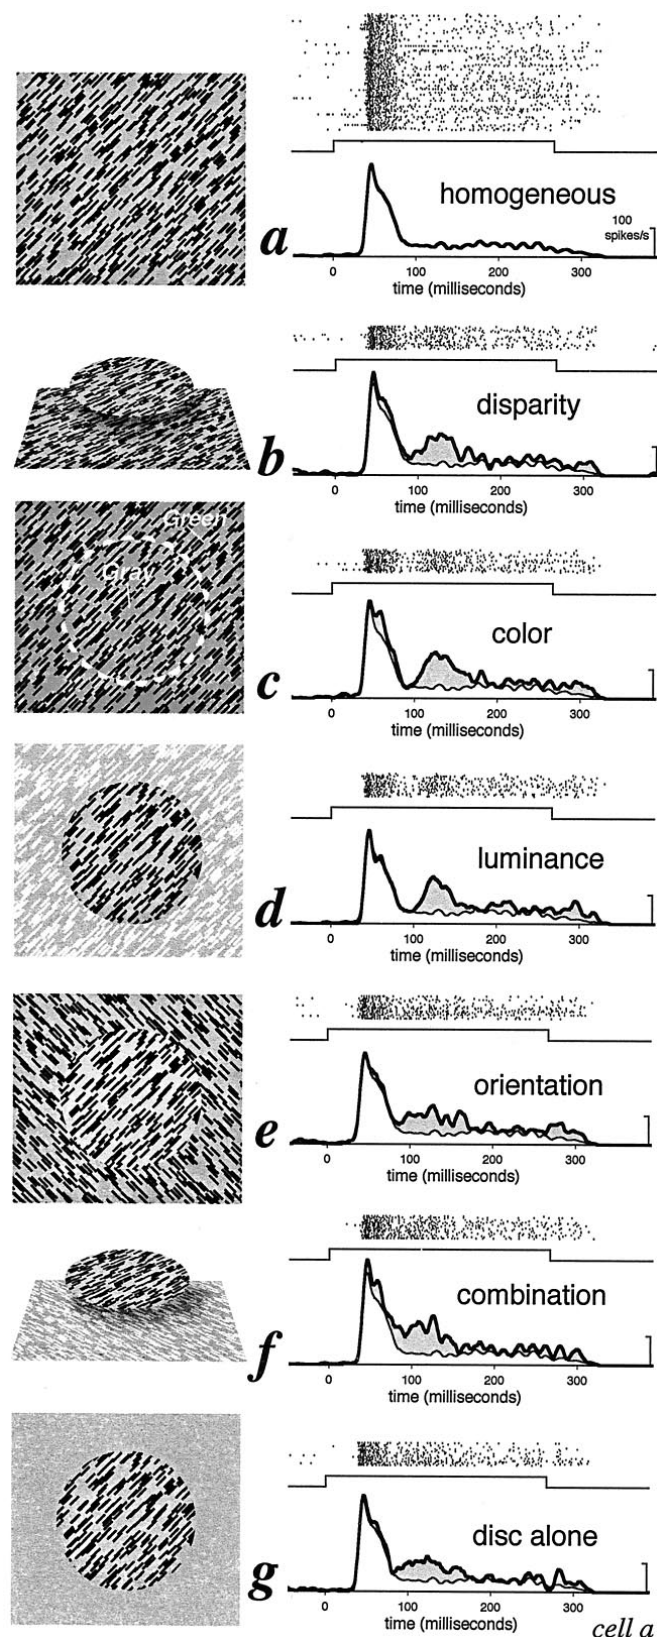 homogeneous
100
spikes/s
a
0 100 200 300
time (milliseconds)
disparity
b
0 100 200 300
time (milliseconds)
Green
Gray
color
c
0 100 200 300
time (milliseconds)
luminance
d
0 100 200 300
time (milliseconds)
orientation
e
0 100 200 300
time (milliseconds)
combination
f
0 100 200 300
time (milliseconds)
disc alone
g
0 100 200 300
time (milliseconds)
cell a